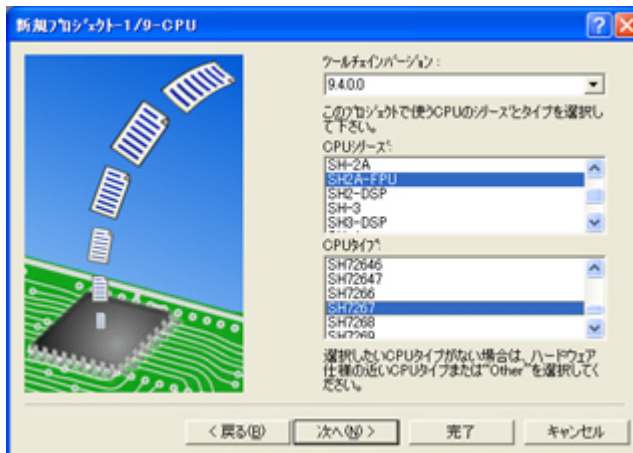 新規プロジェクト-1/9-CPU
ツールチェインバージョン :
9.4.0.0
このプロジェクトで使うCPUのシリーズとタイプを選択し
て下さい。
CPUシリーズ:
SH-2A
SH2A-FPU
SH2-DSP
SH-3
SH3-DSP
CPUタイプ:
SH72646
SH72647
SH7266
SH7267
SH7268
SH7269
選択したいCPUタイプがない場合は、ハードウェア
仕様の近いCPUタイプまたは"Other"を選択してく
ださい。
< 戻る(B)
次へ(N) >
完了
キャンセル